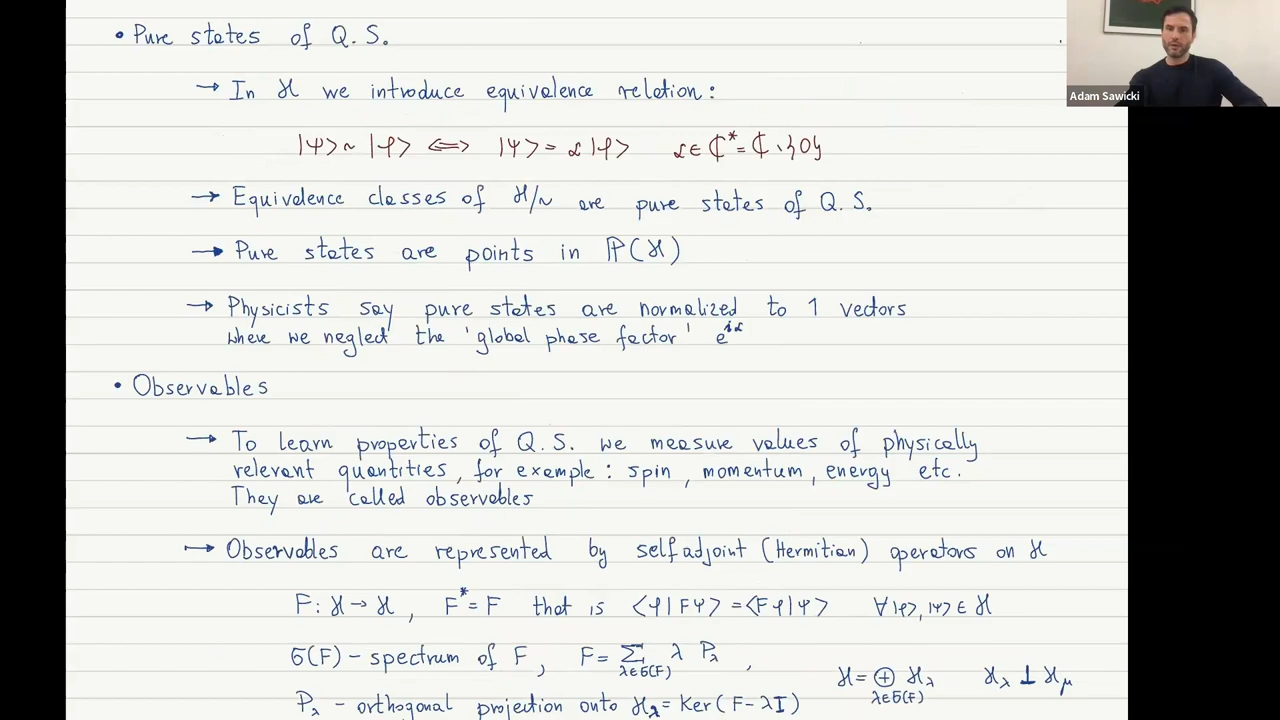 • Pure states of Q.S.
→ In ℋ we introduce equivalence relation:
|Ψ> ~ |φ> ⟺ |Ψ> = α|φ> α∈ℂ* = ℂ∖{0}
→ Equivalence classes of ℋ/~ are pure states of Q.S.
→ Pure states are points in ℙ(ℋ)
→ Physicists say pure states are normalized to 1 vectors
where we neglect the 'global phase factor' e^{iα}
• Observables
→ To learn properties of Q.S. we measure values of physically
relevant quantities, for example: spin, momentum, energy etc.
They are called observables
↦ Observables are represented by selfadjoint (Hermitian) operators on ℋ
F: ℋ → ℋ, F* = F that is <φ|FΨ> = <Fφ|Ψ> ∀|φ>,|Ψ> ∈ ℋ
σ(F) - spectrum of F, F = Σ_{λ∈σ(F)} λ P_λ, ℋ = ⊕_{λ∈σ(F)} ℋ_λ ℋ_λ ⊥ ℋ_μ
P_λ - orthogonal projection onto ℋ_λ = Ker(F - λI)
Adam Sawicki